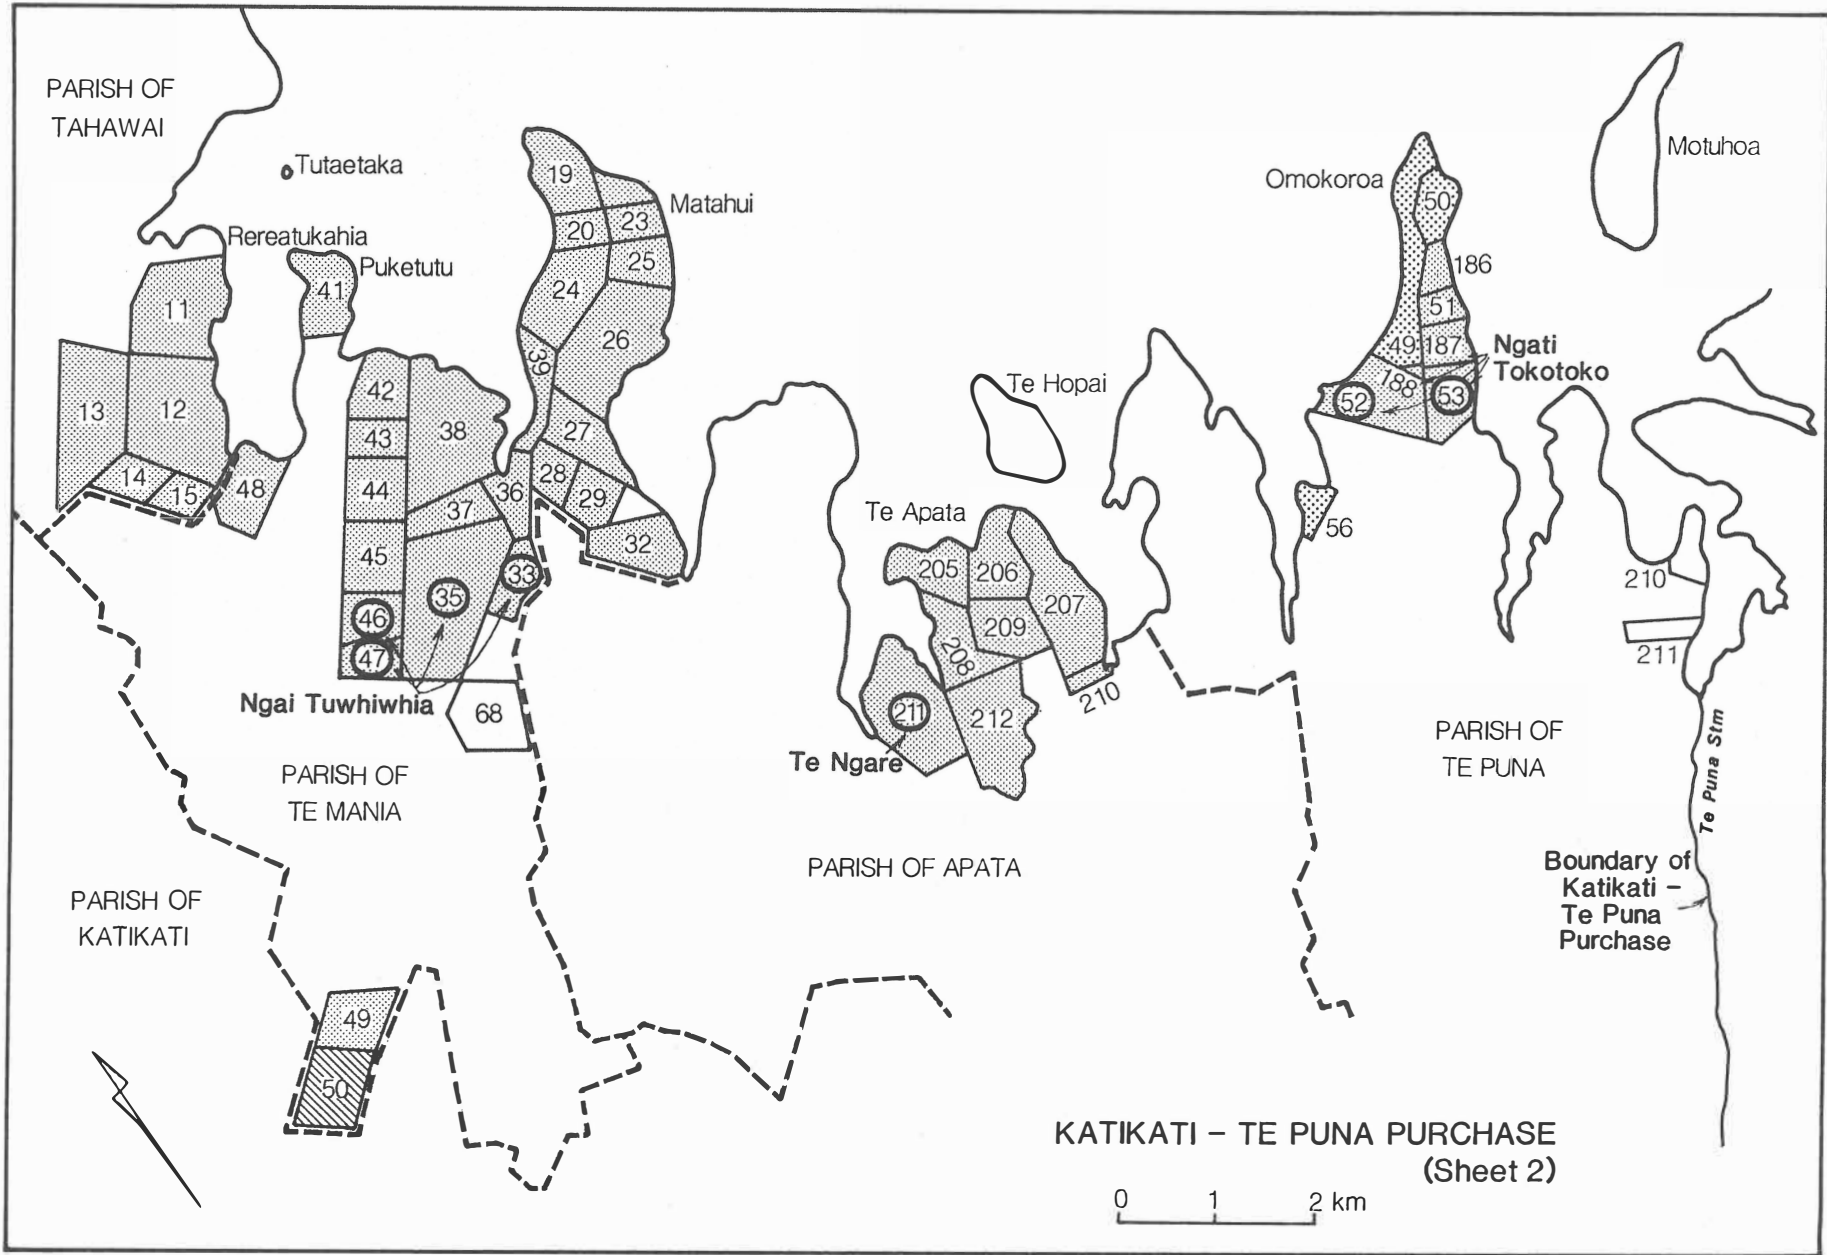 PARISH OF
TAHAWAI
Tutaetaka
Rereatukahia
Puketutu
Matahui
Omokoroa
Motuhoa
11
12
13
14
15
48
41
42
43
44
45
46
47
38
37
36
35
33
19
20
23
24
25
26
39
27
28
29
32
Ngai Tuwhiwhia
68
Te Hopai
Te Apata
205
206
207
208
209
210
211
212
Te Ngare
50
186
51
49
187
188
52
53
Ngati
Tokotoko
56
210
211
PARISH OF
TE MANIA
PARISH OF APATA
PARISH OF
TE PUNA
Te Puna Stm
Boundary of
Katikati –
Te Puna
Purchase
PARISH OF
KATIKATI
49
50
KATIKATI – TE PUNA PURCHASE
(Sheet 2)
0 1 2 km